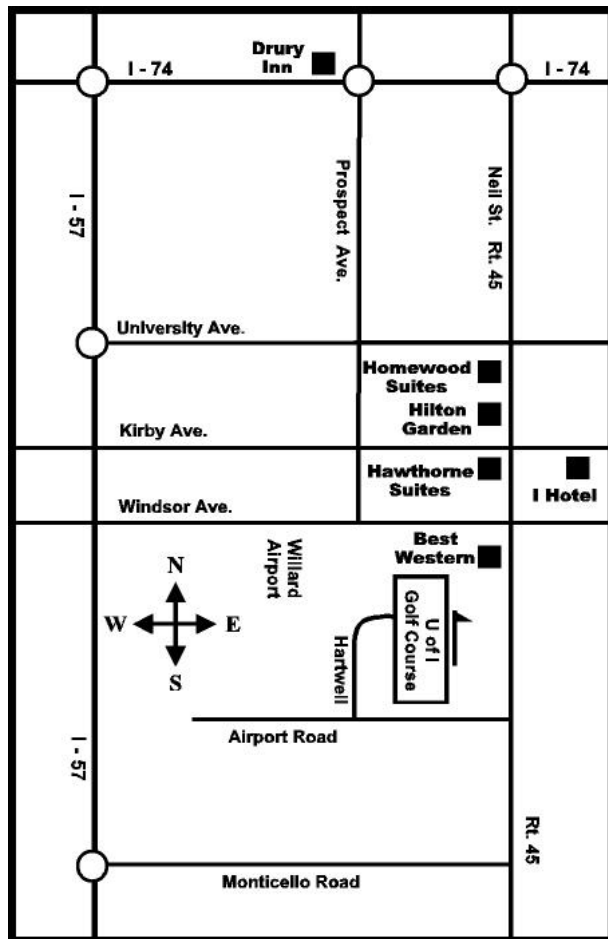 Drury
Inn
I - 74
I - 74
I - 57
Prospect Ave.
Neil St. Rt. 45
University Ave.
Homewood
Suites
Hilton
Garden
Kirby Ave.
Hawthorne
Suites
I Hotel
Windsor Ave.
Best
Western
Willard
Airport
N
W
E
S
U of I
Golf Course
Hartwell
Airport Road
I - 57
Rt. 45
Monticello Road